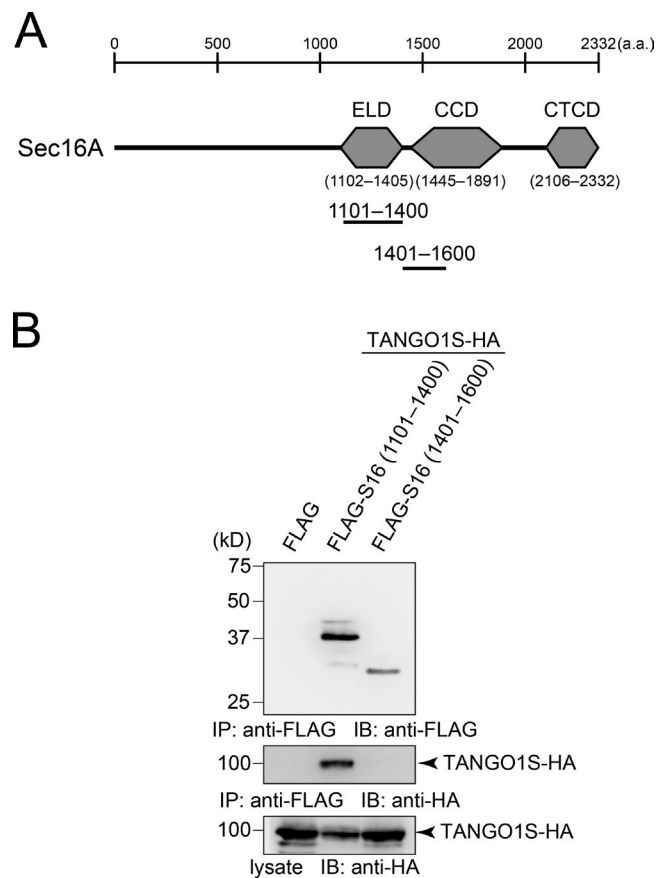 A
0 500 1000 1500 2000 2332(a.a.)
ELD CCD CTCD
Sec16A
(1102–1405) (1445–1891) (2106–2332)
1101–1400
1401–1600
B
TANGO1S-HA
FLAG
FLAG-S16 (1101–1400)
FLAG-S16 (1401–1600)
(kD)
75
50
37
25
IP: anti-FLAG IB: anti-FLAG
100 TANGO1S-HA
IP: anti-FLAG IB: anti-HA
100 TANGO1S-HA
lysate IB: anti-HA